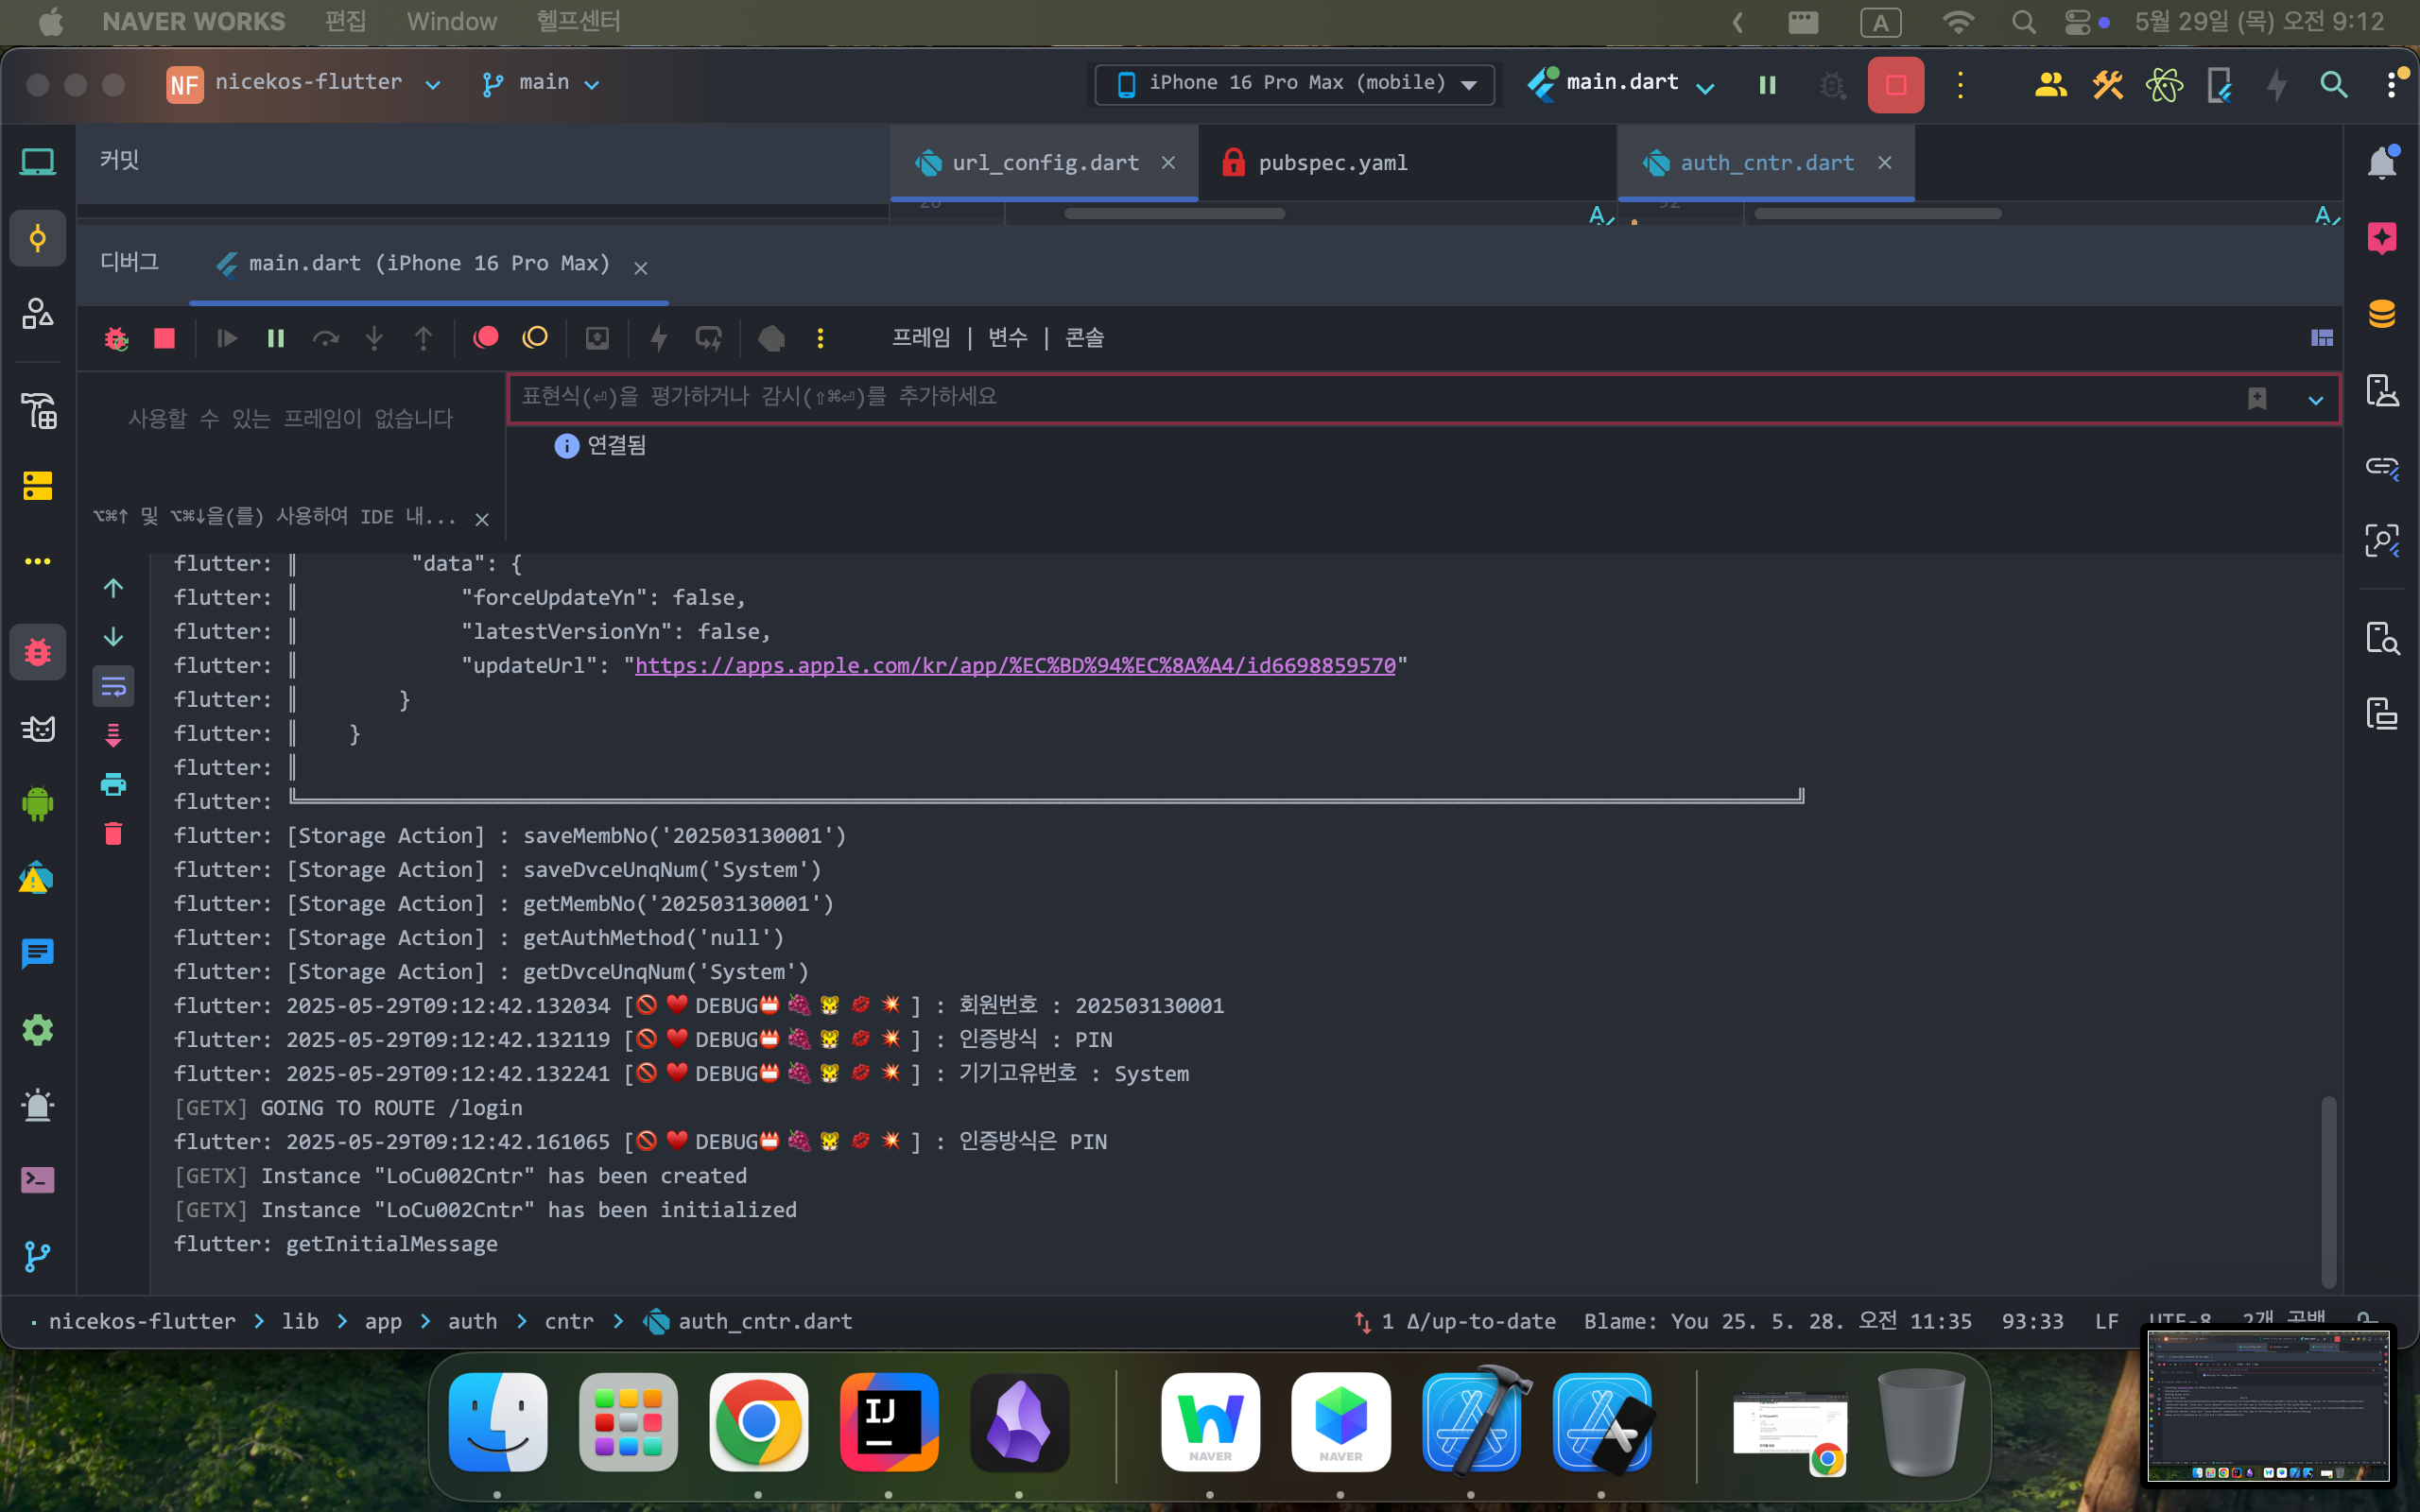 NAVER WORKS 편집 Window 헬프센터 A 5월 29일 (목) 오전 9:12
NF nicekos-flutter main iPhone 16 Pro Max (mobile) main.dart
커밋 url_config.dart pubspec.yaml auth_cntr.dart
디버그 main.dart (iPhone 16 Pro Max)
프레임 | 변수 | 콘솔
표현식(⏎)을 평가하거나 감시(⇧⌘⏎)를 추가하세요
사용할 수 있는 프레임이 없습니다
연결됨
⌥⌘↑ 및 ⌥⌘↓을(를) 사용하여 IDE 내...
flutter: ║ "data": {
flutter: ║ "forceUpdateYn": false,
flutter: ║ "latestVersionYn": false,
flutter: ║ "updateUrl": "https://apps.apple.com/kr/app/%EC%BD%94%EC%8A%A4/id6698859570"
flutter: ║ }
flutter: ║ }
flutter: ║
flutter: ╚══════════╝
flutter: [Storage Action] : saveMembNo('202503130001')
flutter: [Storage Action] : saveDvceUnqNum('System')
flutter: [Storage Action] : getMembNo('202503130001')
flutter: [Storage Action] : getAuthMethod('null')
flutter: [Storage Action] : getDvceUnqNum('System')
flutter: 2025-05-29T09:12:42.132034 [🚫 ♥️ DEBUG📛 🍇 🐯 💋 💥 ] : 회원번호 : 202503130001
flutter: 2025-05-29T09:12:42.132119 [🚫 ♥️ DEBUG📛 🍇 🐯 💋 💥 ] : 인증방식 : PIN
flutter: 2025-05-29T09:12:42.132241 [🚫 ♥️ DEBUG📛 🍇 🐯 💋 💥 ] : 기기고유번호 : System
[GETX] GOING TO ROUTE /login
flutter: 2025-05-29T09:12:42.161065 [🚫 ♥️ DEBUG📛 🍇 🐯 💋 💥 ] : 인증방식은 PIN
[GETX] Instance "LoCu002Cntr" has been created
[GETX] Instance "LoCu002Cntr" has been initialized
flutter: getInitialMessage
nicekos-flutter > lib > app > auth > cntr > auth_cntr.dart 1 Δ/up-to-date Blame: You 25. 5. 28. 오전 11:35 93:33 LF UTF-8 2개 공백
IJ NAVER NAVER